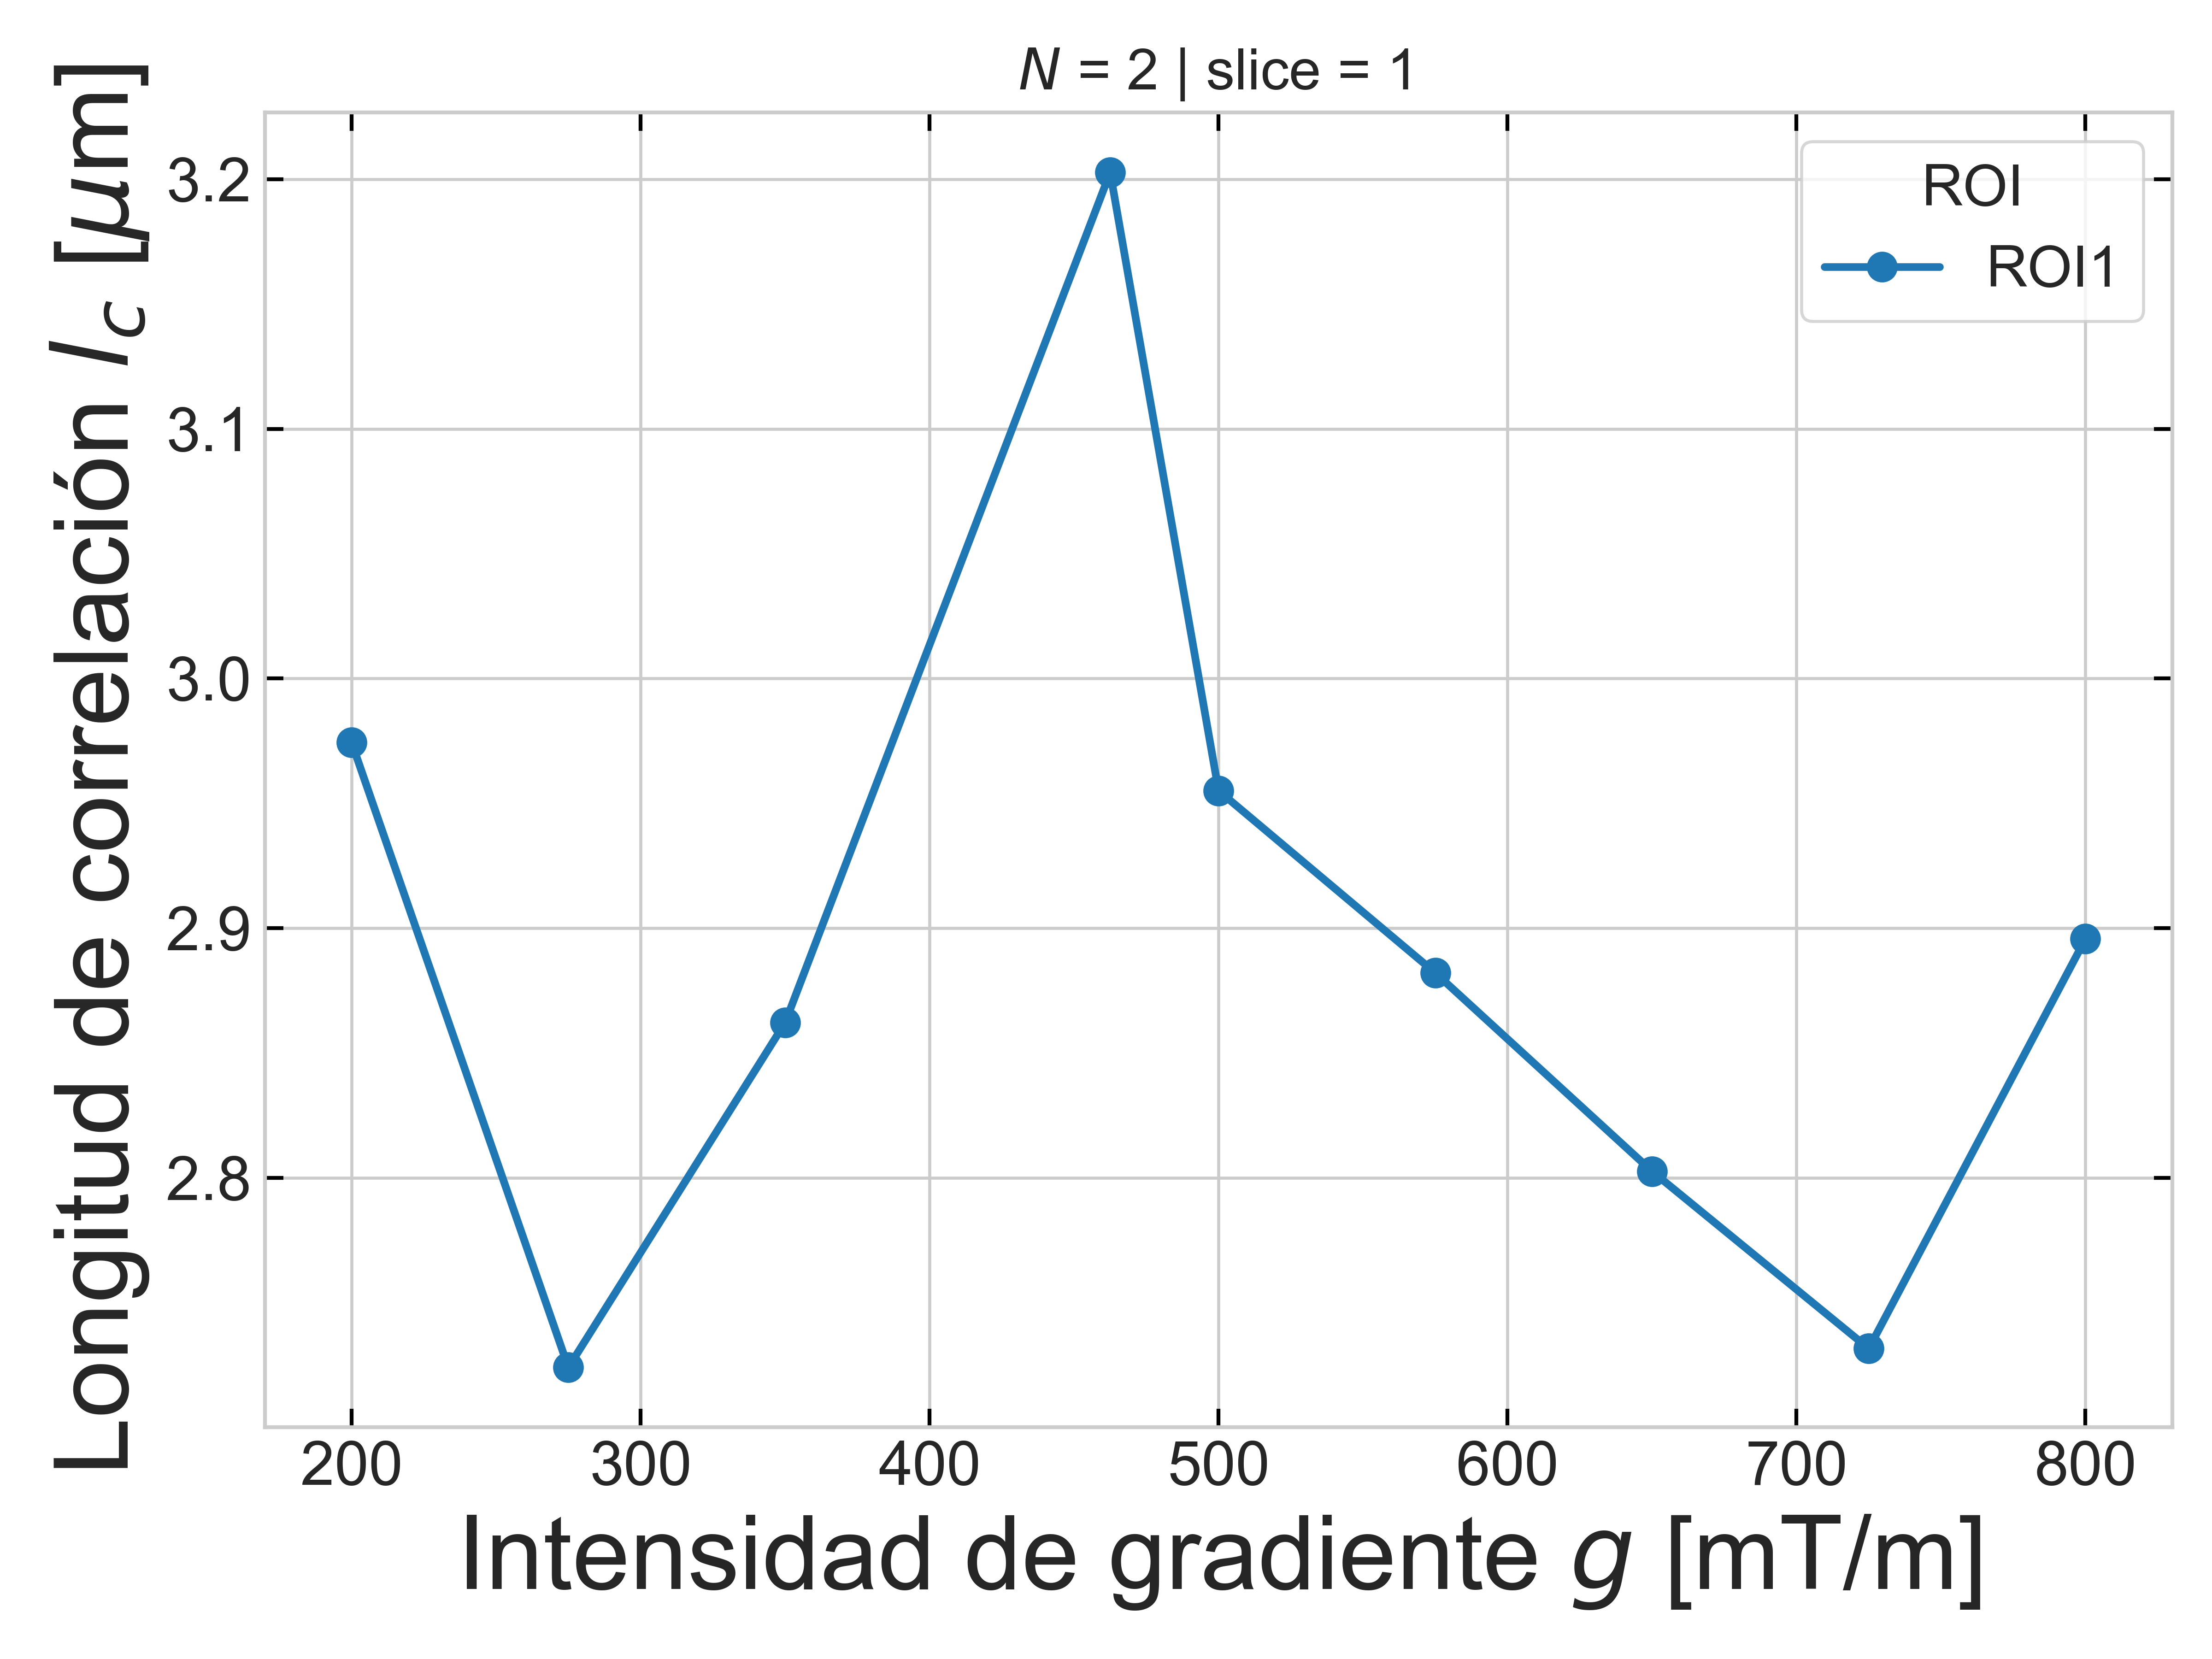 N = 2 | slice = 1
Longitud de correlación l_c [μm]
3.2
3.1
3.0
2.9
2.8
ROI
ROI1
200 300 400 500 600 700 800
Intensidad de gradiente g [mT/m]